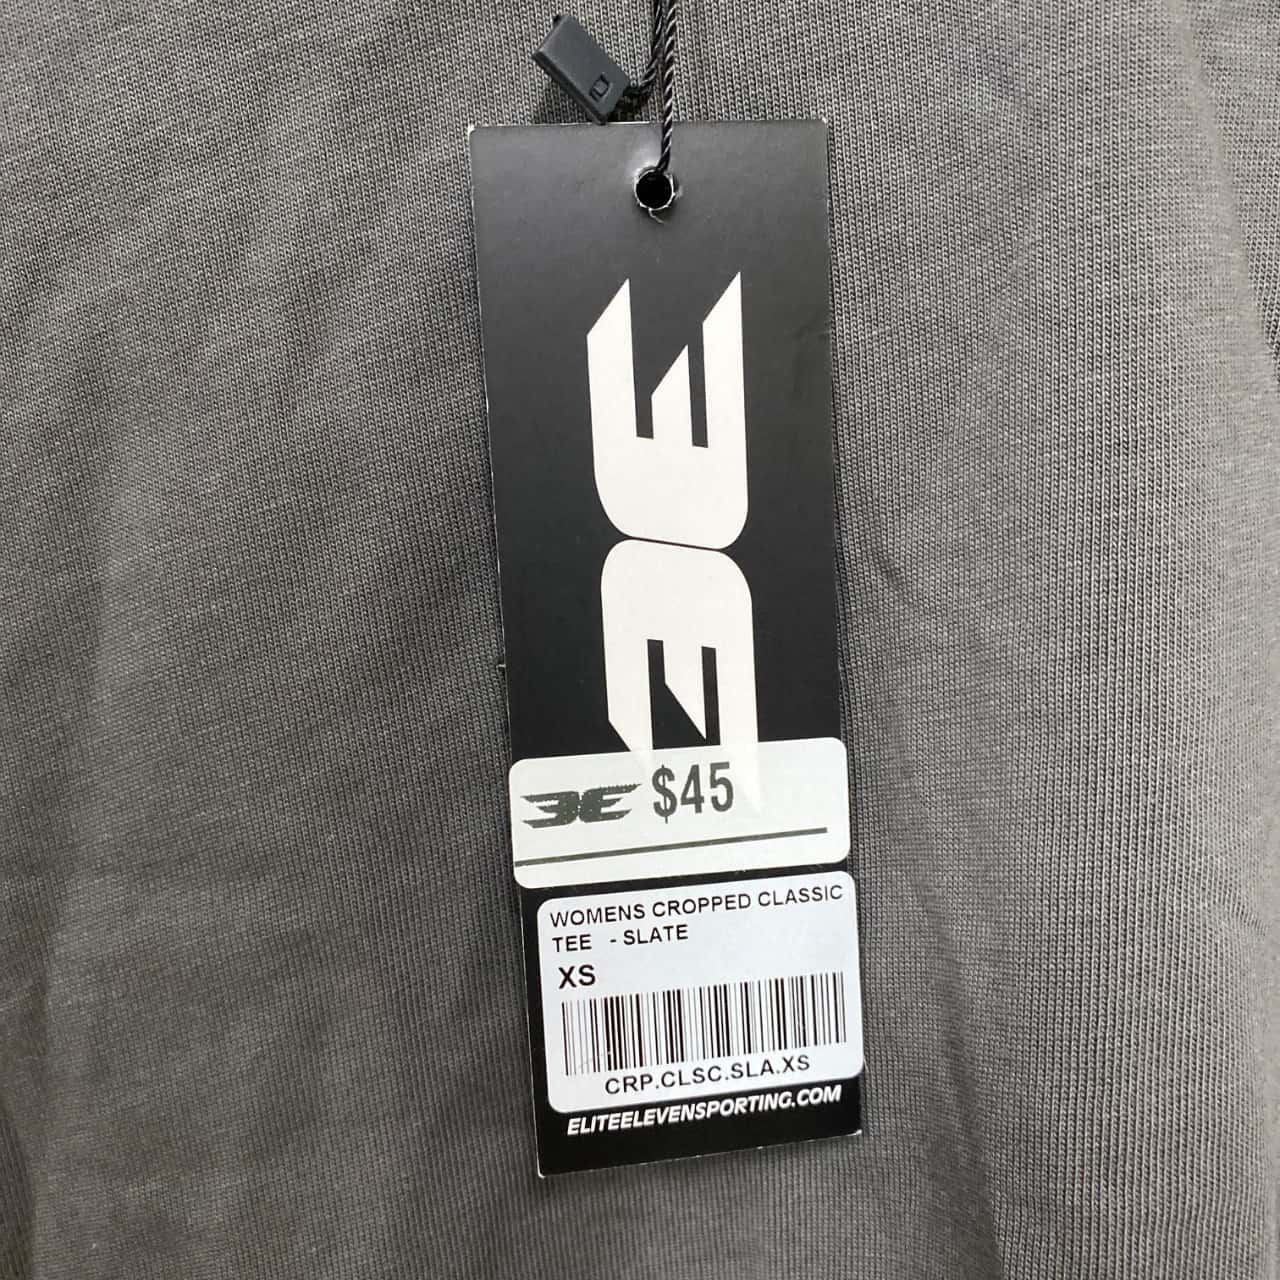 $45
WOMENS CROPPED CLASSIC
TEE - SLATE
XS
CRP.CLSC.SLA.XS
ELITEELEVENSPORTING.COM